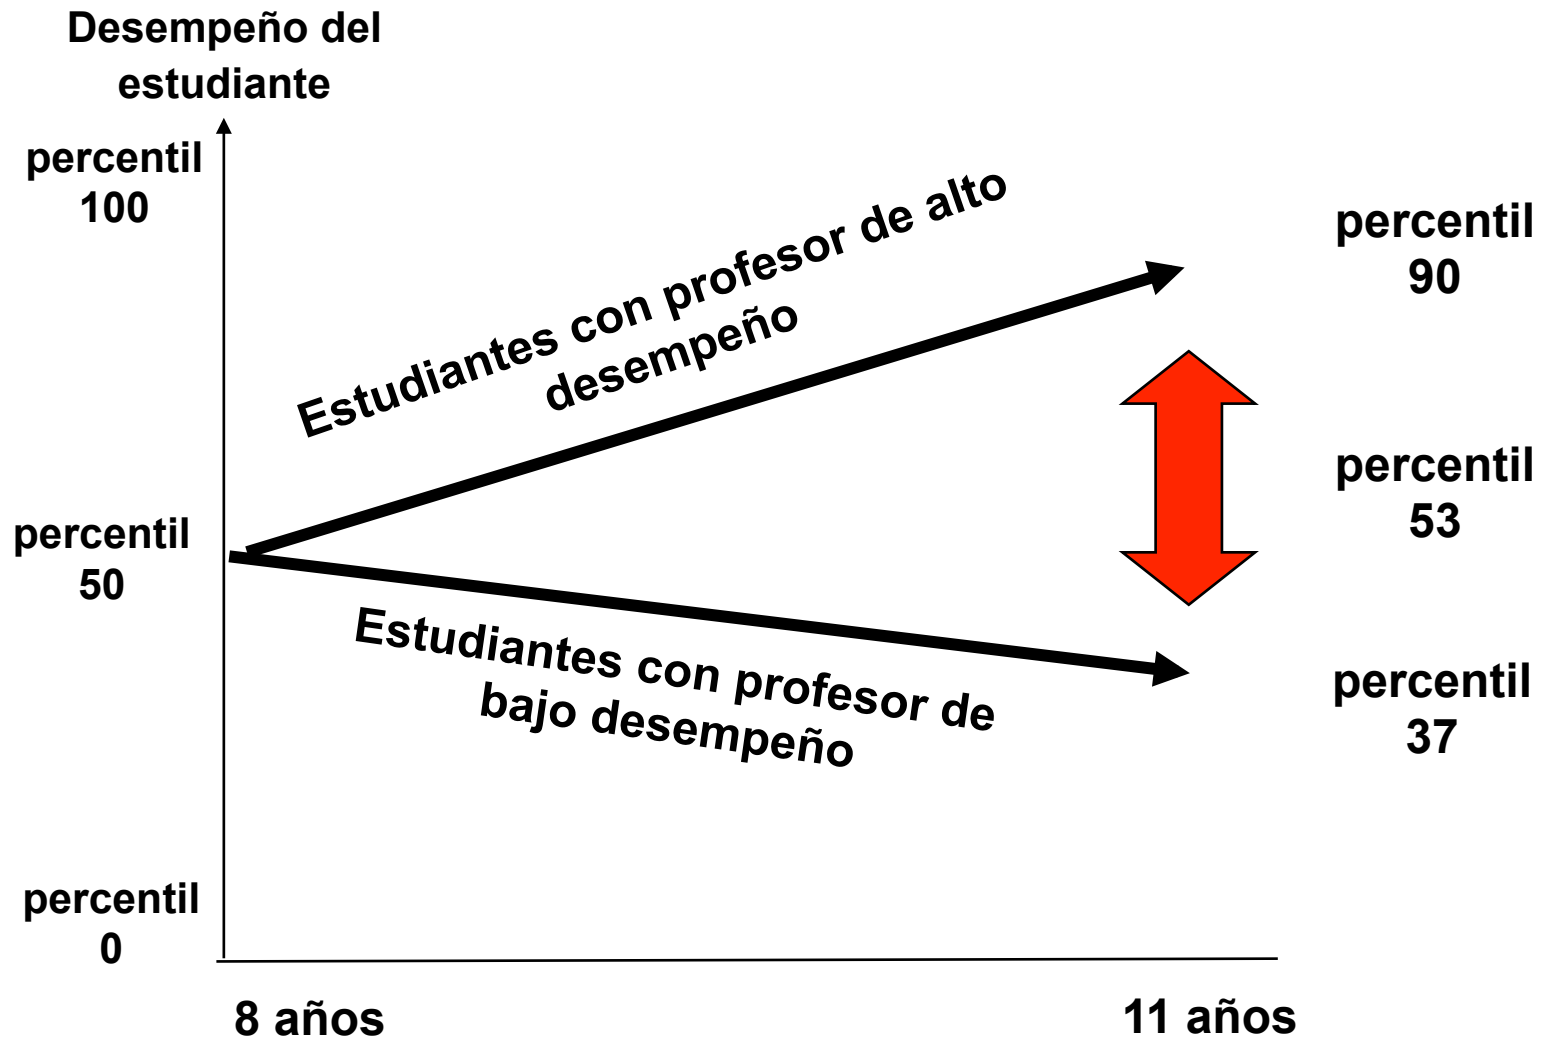 Desempeño del
estudiante
percentil
100
Estudiantes con profesor de alto
desempeño
percentil
90
percentil
53
percentil
50
Estudiantes con profesor de
bajo desempeño
percentil
37
percentil
0
8 años
11 años